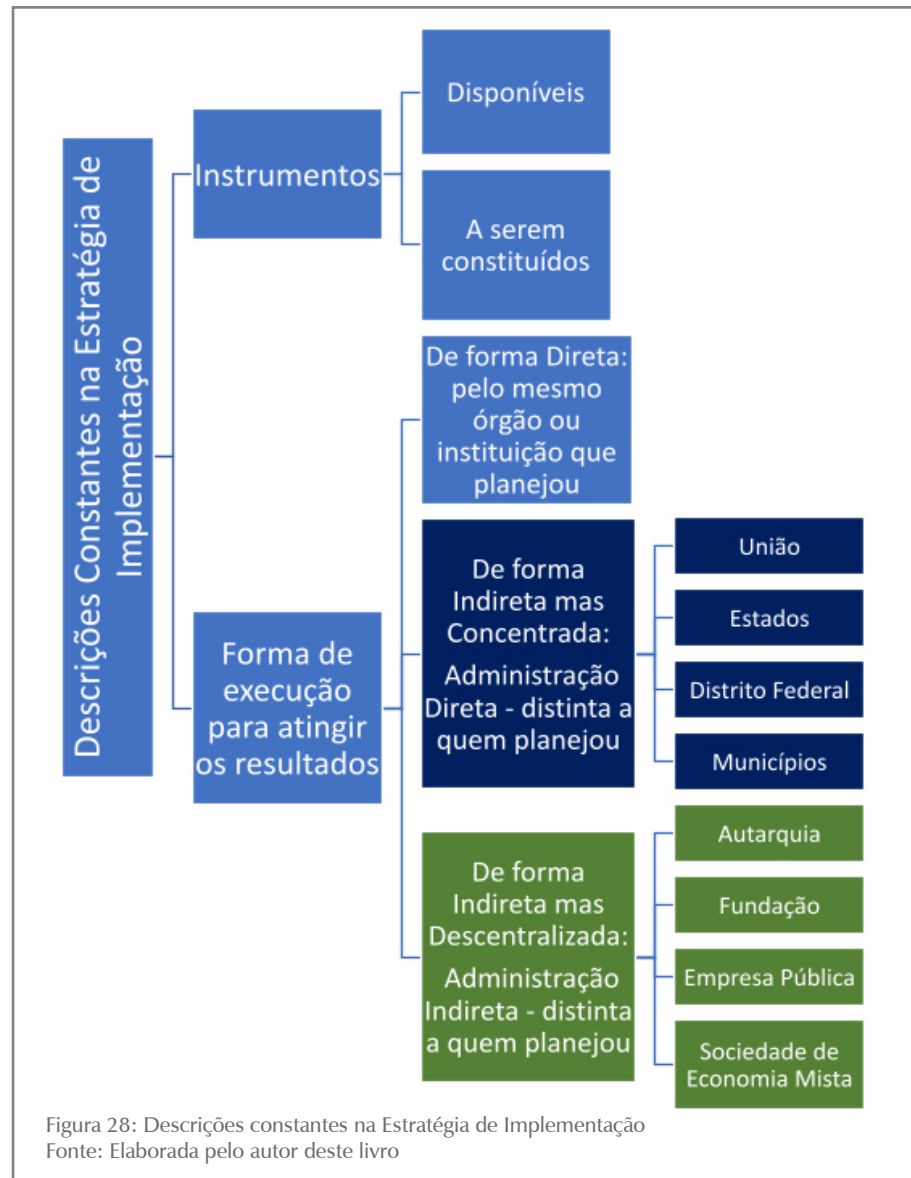 Descrições Constantes na Estratégia de
Implementação
Instrumentos
Disponíveis
A serem
constituídos
Forma de
execução
para atingir
os resultados
De forma Direta:
pelo mesmo
órgão ou
instituição que
planejou
De forma
Indireta mas
Concentrada:
Administração
Direta - distinta a
quem planejou
União
Estados
Distrito Federal
Municípios
De forma
Indireta mas
Descentralizada:
Administração
Indireta - distinta
a quem planejou
Autarquia
Fundação
Empresa Pública
Sociedade de
Economia Mista
Figura 28: Descrições constantes na Estratégia de Implementação
Fonte: Elaborada pelo autor deste livro